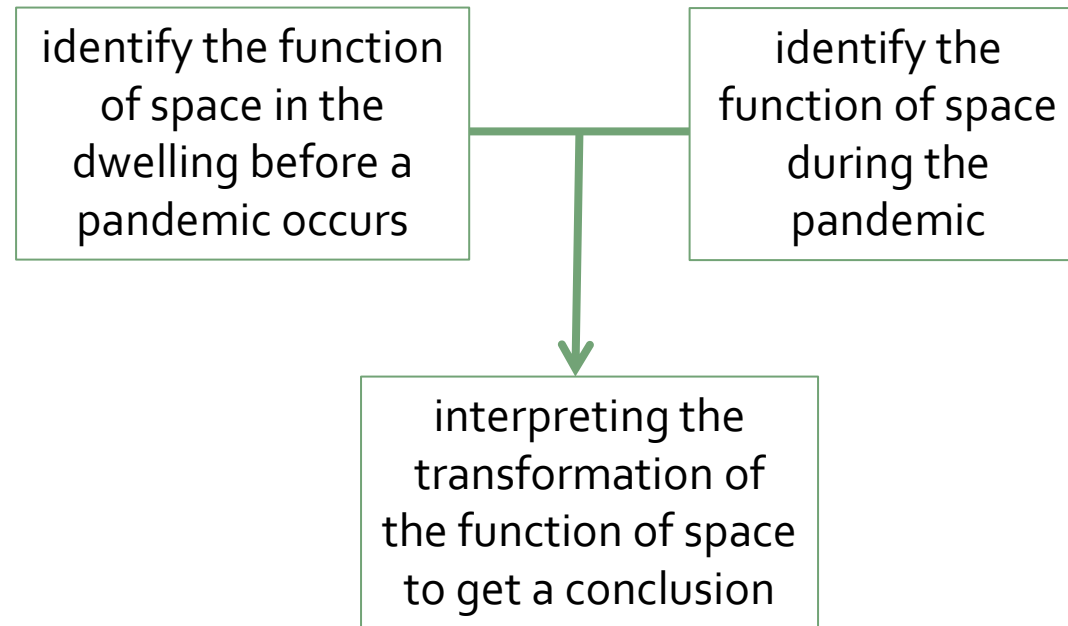 identify the function
of space in the
dwelling before a
pandemic occurs
identify the
function of space
during the
pandemic
interpreting the
transformation of
the function of space
to get a conclusion